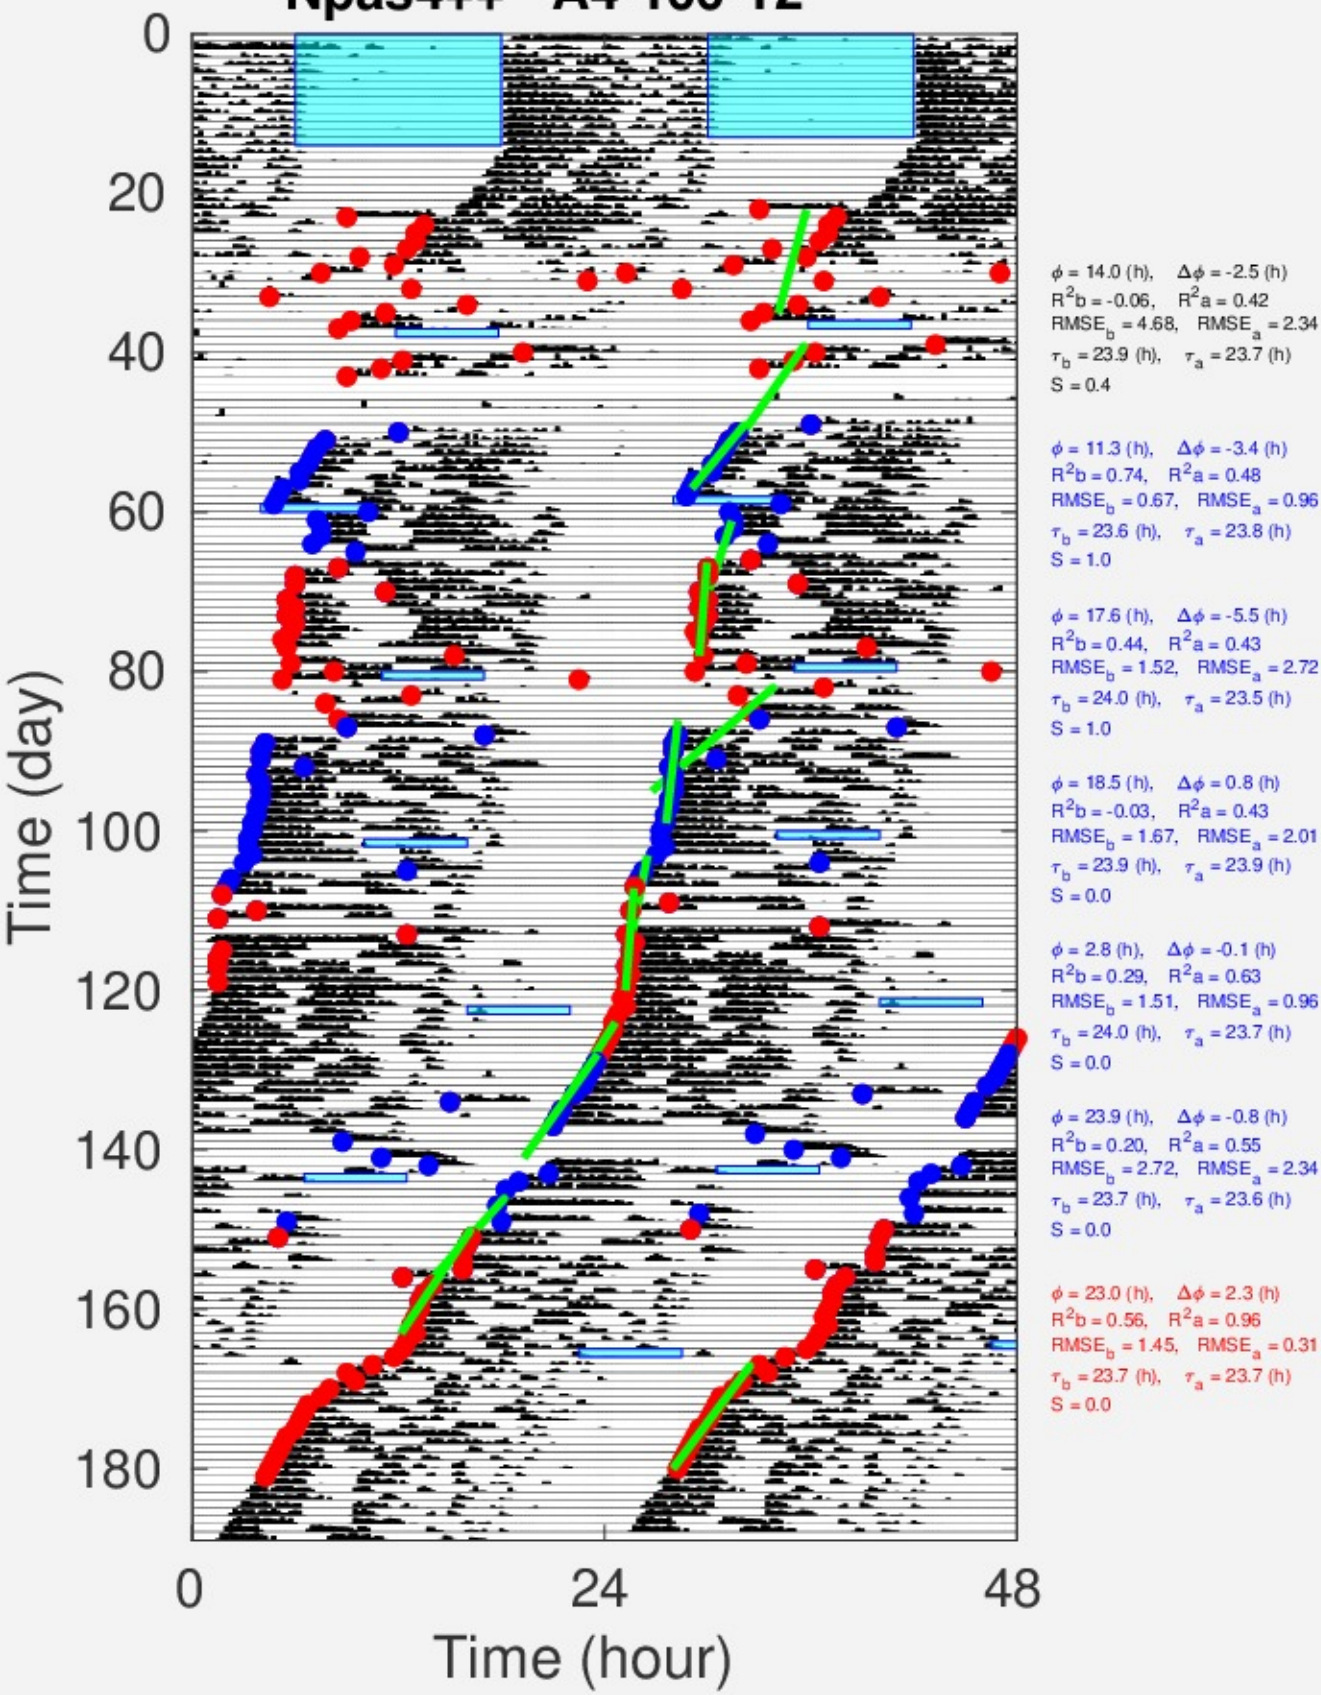 Npas4++ A4-100-12
0
20
40
60
80
100
120
140
160
180
Time (day)
0
24
48
Time (hour)
ϕ = 14.0 (h), Δϕ = -2.5 (h)
R²b = -0.06, R²a = 0.42
RMSE_b = 4.68, RMSE_a = 2.34
τ_b = 23.9 (h), τ_a = 23.7 (h)
S = 0.4
ϕ = 11.3 (h), Δϕ = -3.4 (h)
R²b = 0.74, R²a = 0.48
RMSE_b = 0.67, RMSE_a = 0.96
τ_b = 23.6 (h), τ_a = 23.8 (h)
S = 1.0
ϕ = 17.6 (h), Δϕ = -5.5 (h)
R²b = 0.44, R²a = 0.43
RMSE_b = 1.52, RMSE_a = 2.72
τ_b = 24.0 (h), τ_a = 23.5 (h)
S = 1.0
ϕ = 18.5 (h), Δϕ = 0.8 (h)
R²b = -0.03, R²a = 0.43
RMSE_b = 1.67, RMSE_a = 2.01
τ_b = 23.9 (h), τ_a = 23.9 (h)
S = 0.0
ϕ = 2.8 (h), Δϕ = -0.1 (h)
R²b = 0.29, R²a = 0.63
RMSE_b = 1.51, RMSE_a = 0.96
τ_b = 24.0 (h), τ_a = 23.7 (h)
S = 0.0
ϕ = 23.9 (h), Δϕ = -0.8 (h)
R²b = 0.20, R²a = 0.55
RMSE_b = 2.72, RMSE_a = 2.34
τ_b = 23.7 (h), τ_a = 23.6 (h)
S = 0.0
ϕ = 23.0 (h), Δϕ = 2.3 (h)
R²b = 0.56, R²a = 0.96
RMSE_b = 1.45, RMSE_a = 0.31
τ_b = 23.7 (h), τ_a = 23.7 (h)
S = 0.0